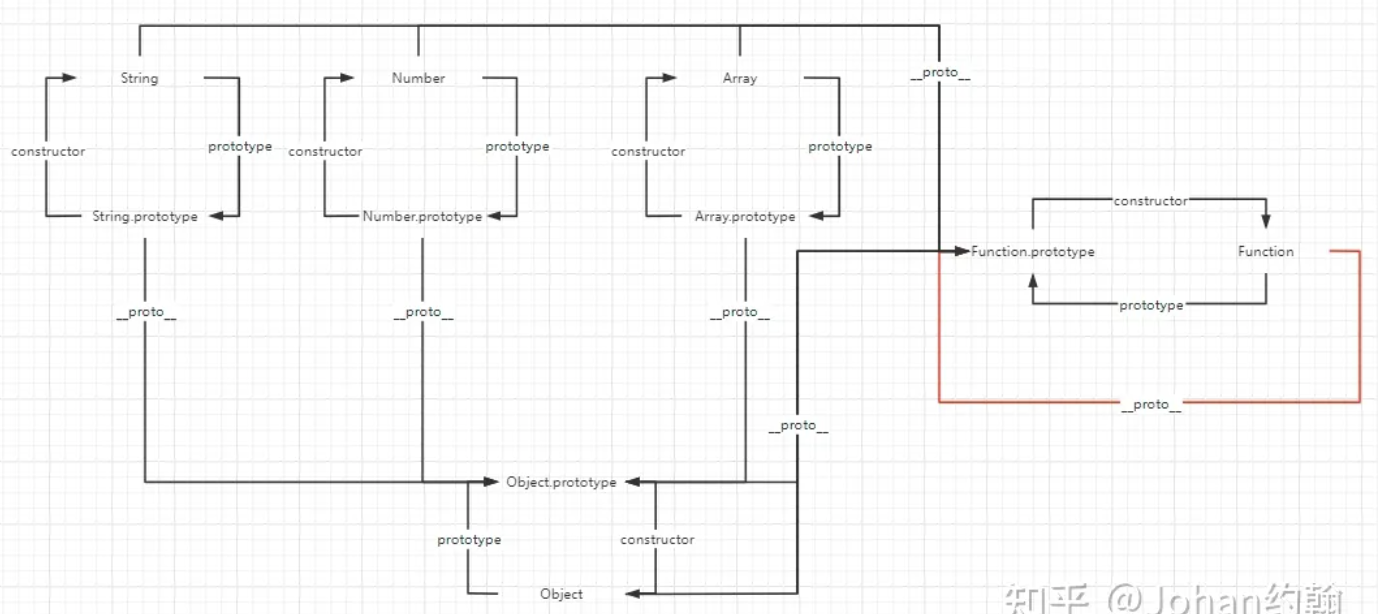 __proto__
String
Number
Array
constructor
prototype
constructor
prototype
constructor
prototype
String.prototype
Number.prototype
Array.prototype
constructor
Function.prototype
Function
prototype
__proto__
__proto__
__proto__
__proto__
__proto__
Object.prototype
prototype
constructor
Object
知乎 @Johan约翰